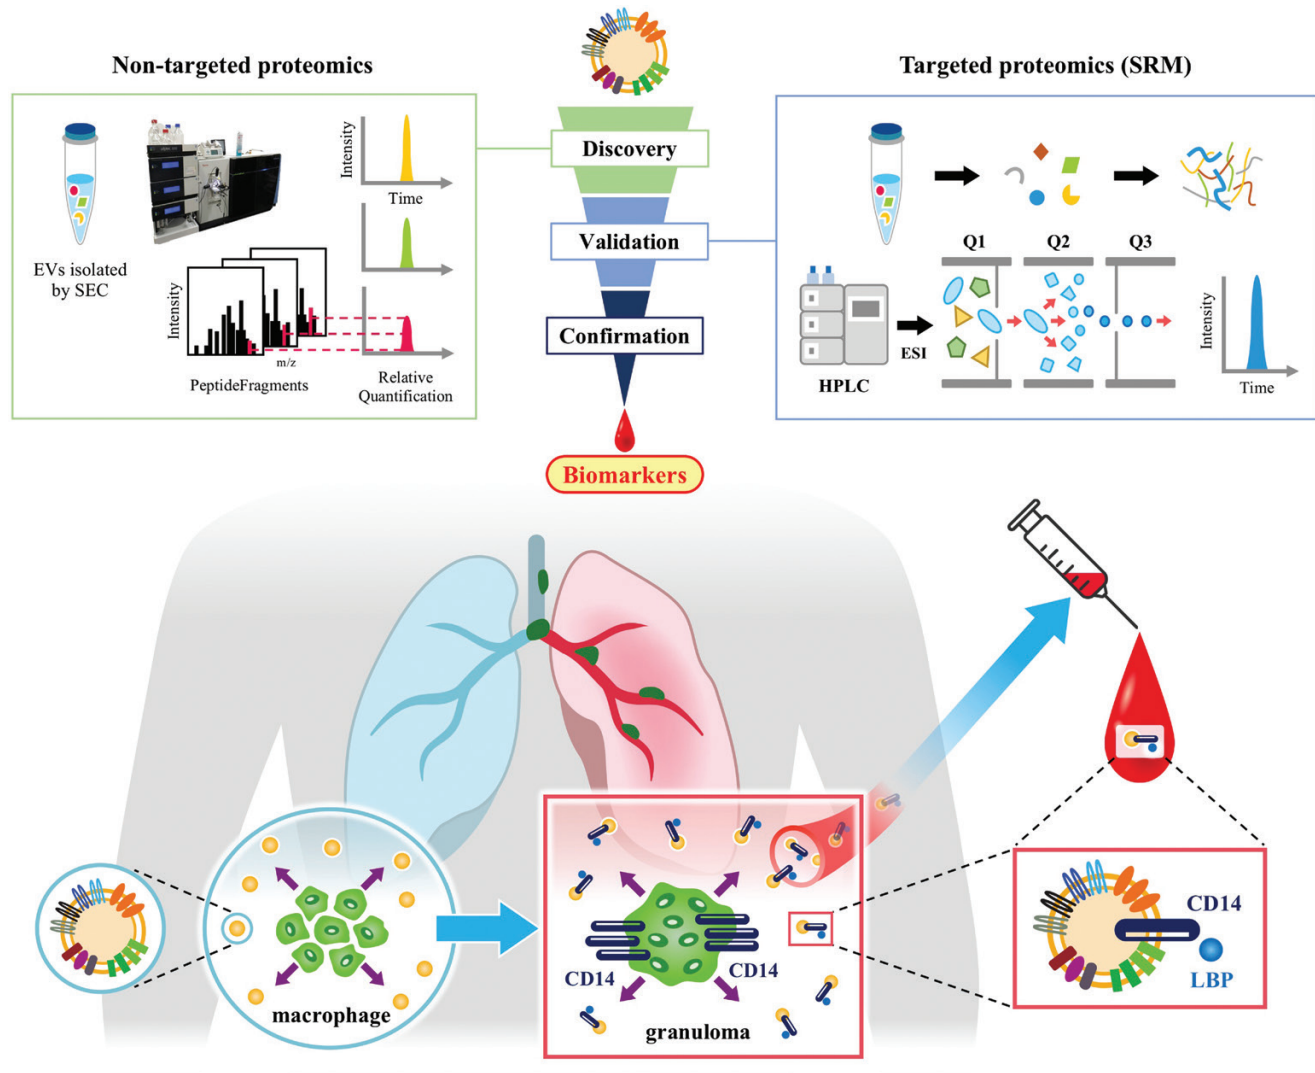 Non-targeted proteomics
Targeted proteomics (SRM)
Discovery
Validation
Confirmation
Biomarkers
EVs isolated
by SEC
Intensity
Time
Intensity
m/z
PeptideFragments
Relative
Quantification
Q1
Q2
Q3
HPLC
ESI
Intensity
Time
macrophage
CD14
CD14
granuloma
CD14
LBP